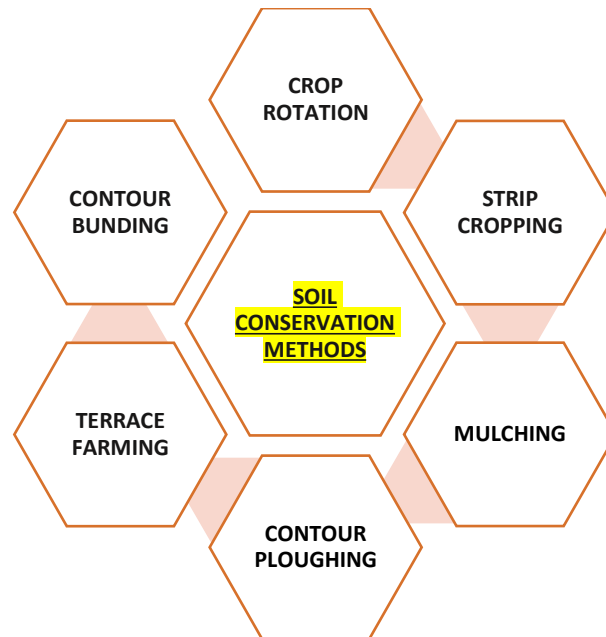 CROP
ROTATION
STRIP
CROPPING
MULCHING
CONTOUR
PLOUGHING
TERRACE
FARMING
CONTOUR
BUNDING
SOIL
CONSERVATION
METHODS